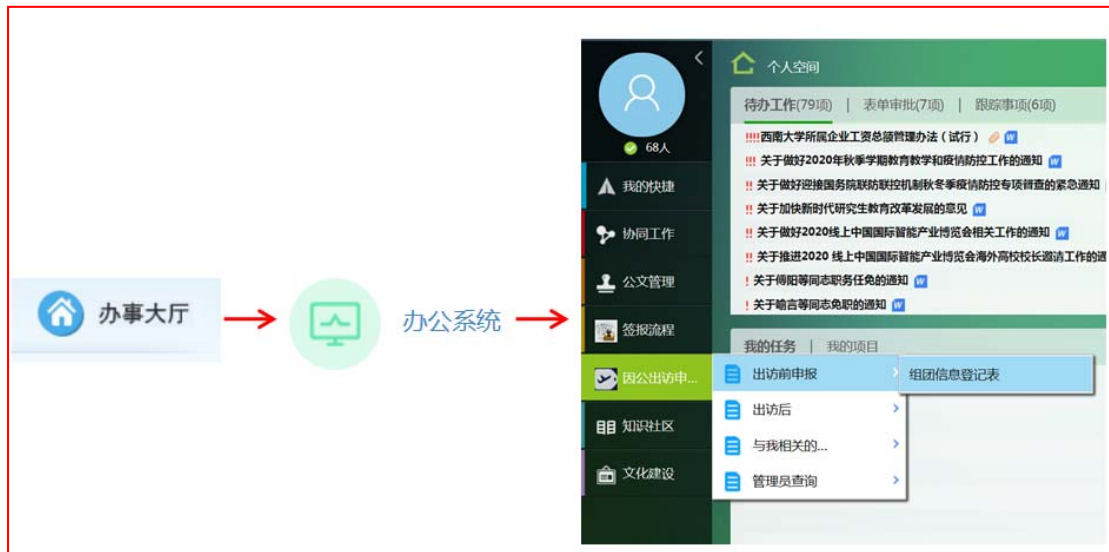 办事大厅
办公系统
个人空间
待办工作(79项) | 表单审批(7项) | 跟踪事项(6项)
!!!!西南大学所属企业工资总额管理办法(试行)
!!! 关于做好2020年秋季学期教育教学和疫情防控工作的通知
!! 关于做好迎接国务院联防联控机制秋冬季疫情防控专项督查的紧急通知
!! 关于加快新时代研究生教育改革发展的意见
!! 关于做好2020线上中国国际智能产业博览会相关工作的通知
!! 关于推进2020 线上中国国际智能产业博览会海外高校校长邀请工作的通
! 关于傅阳等同志职务任免的通知
! 关于喻言等同志免职的通知
68人
我的快捷
协同工作
公文管理
签报流程
因公出访申...
知识社区
文化建设
我的任务 | 我的项目
出访前申报
组团信息登记表
出访后
与我相关的...
管理员查询